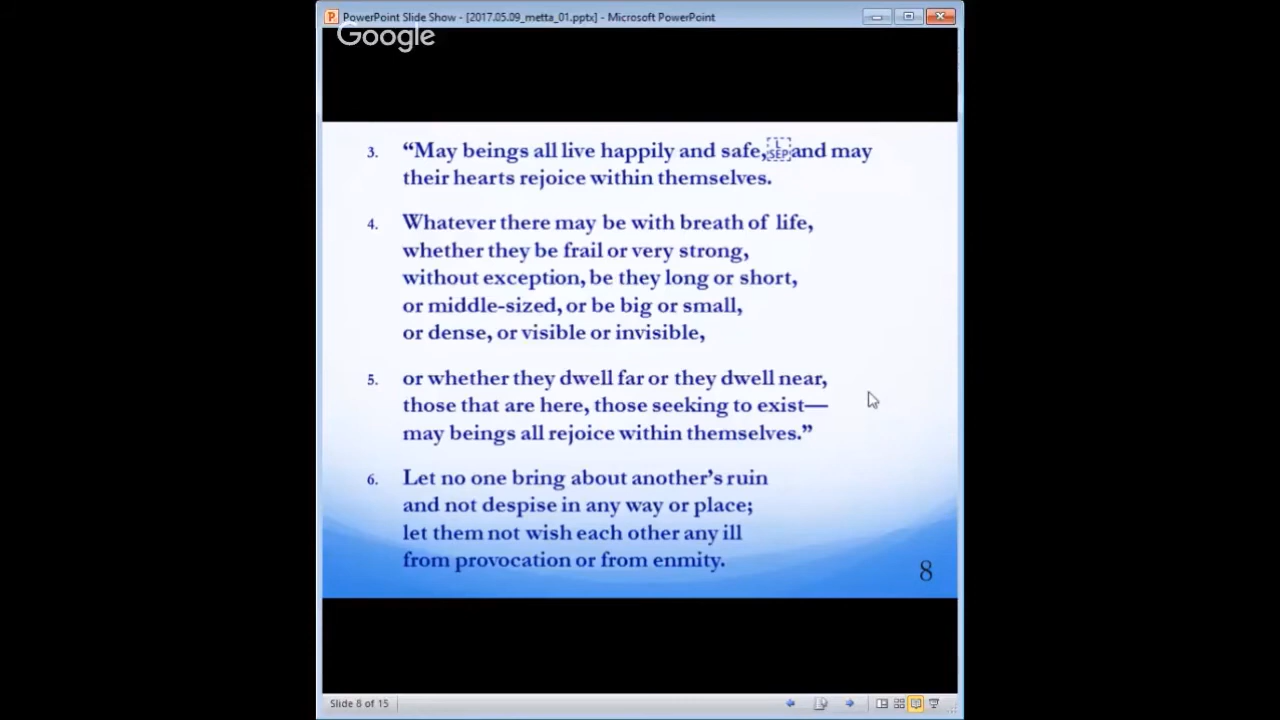 PowerPoint Slide Show - [2017.05.09_metta_01.pptx] - Microsoft PowerPoint
Google
3. “May beings all live happily and safe,L SEPand may
their hearts rejoice within themselves.
4. Whatever there may be with breath of life,
whether they be frail or very strong,
without exception, be they long or short,
or middle-sized, or be big or small,
or dense, or visible or invisible,
5. or whether they dwell far or they dwell near,
those that are here, those seeking to exist—
may beings all rejoice within themselves.”
6. Let no one bring about another’s ruin
and not despise in any way or place;
let them not wish each other any ill
from provocation or from enmity.
8
Slide 8 of 15